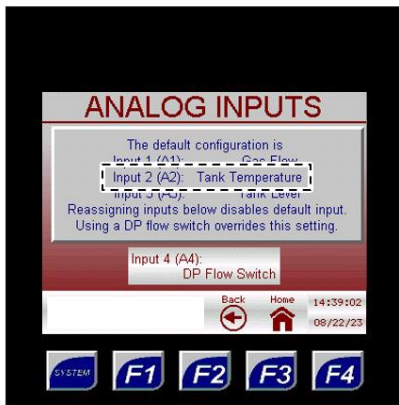 ANALOG INPUTS
The default configuration is
Input 1 (A1): Gas Flow
Input 2 (A2): Tank Temperature
Input 3 (A3): Tank Level
Reassigning inputs below disables default input.
Using a DP flow switch overrides this setting.
Input 4 (A4):
DP Flow Switch
Back Home 14:39:02
08/22/23
SYSTEM F1 F2 F3 F4